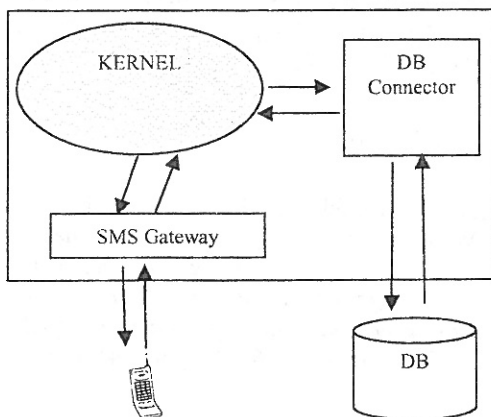 KERNEL
DB
Connector
SMS Gateway
DB